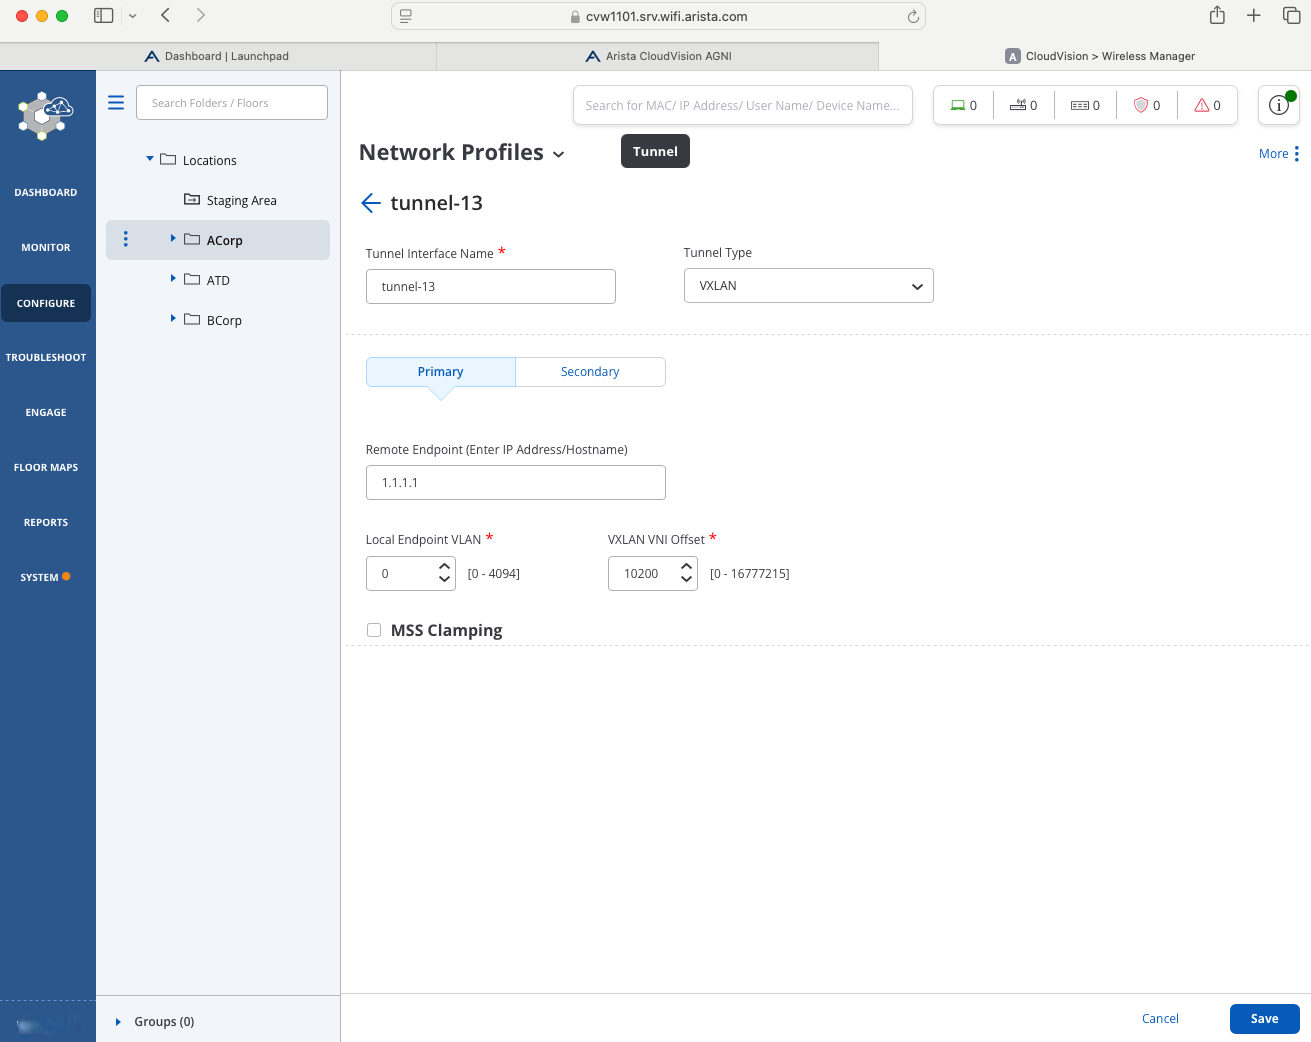 cvw1101.srv.wifi.arista.com
Dashboard | Launchpad
Arista CloudVision AGNI
A
CloudVision > Wireless Manager
Search Folders / Floors
Search for MAC/ IP Address/ User Name/ Device Name...
0
0
0
0
0
Locations
Staging Area
ACorp
ATD
BCorp
Groups (0)
DASHBOARD
MONITOR
CONFIGURE
TROUBLESHOOT
ENGAGE
FLOOR MAPS
REPORTS
SYSTEM
Network Profiles
Tunnel
More
tunnel-13
Tunnel Interface Name *
Tunnel Type
tunnel-13
VXLAN
Primary
Secondary
Remote Endpoint (Enter IP Address/Hostname)
1.1.1.1
Local Endpoint VLAN *
VXLAN VNI Offset *
0
[0 - 4094]
10200
[0 - 16777215]
MSS Clamping
Cancel
Save